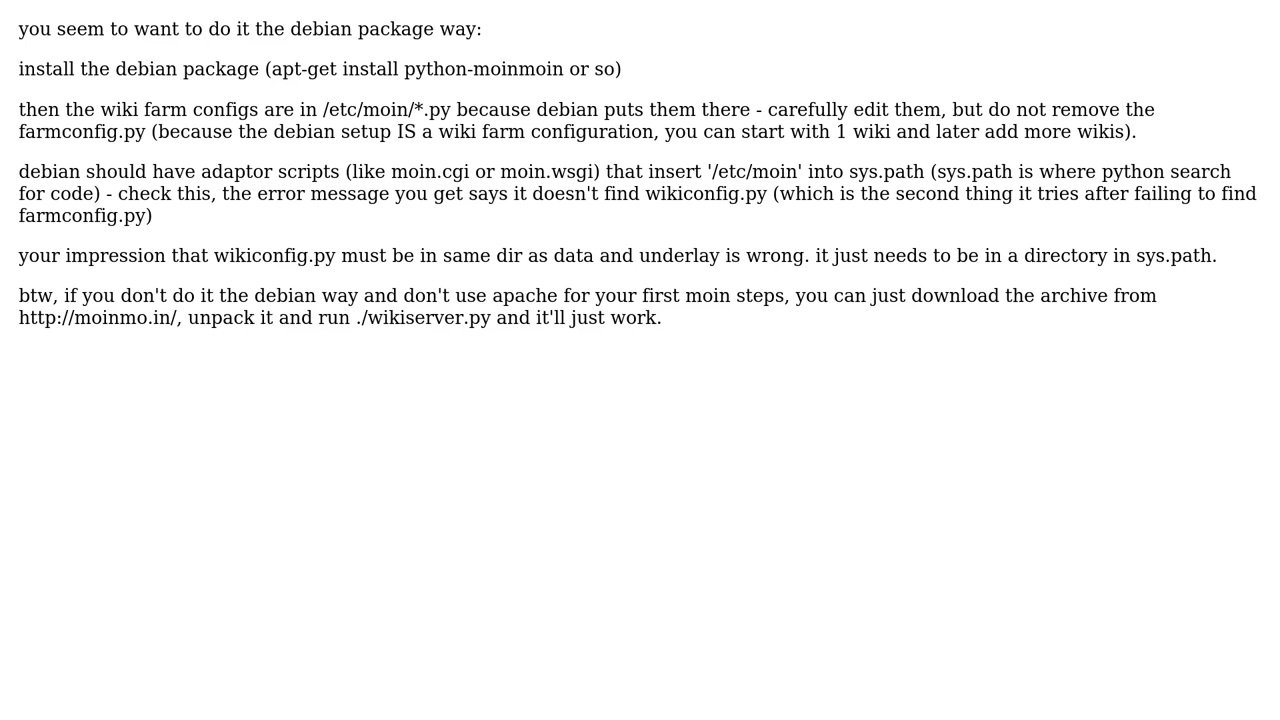 you seem to want to do it the debian package way:
install the debian package (apt-get install python-moinmoin or so)
then the wiki farm configs are in /etc/moin/*.py because debian puts them there - carefully edit them, but do not remove the
farmconfig.py (because the debian setup IS a wiki farm configuration, you can start with 1 wiki and later add more wikis).
debian should have adaptor scripts (like moin.cgi or moin.wsgi) that insert '/etc/moin' into sys.path (sys.path is where python search
for code) - check this, the error message you get says it doesn't find wikiconfig.py (which is the second thing it tries after failing to find
farmconfig.py)
your impression that wikiconfig.py must be in same dir as data and underlay is wrong. it just needs to be in a directory in sys.path.
btw, if you don't do it the debian way and don't use apache for your first moin steps, you can just download the archive from
http://moinmo.in/, unpack it and run ./wikiserver.py and it'll just work.